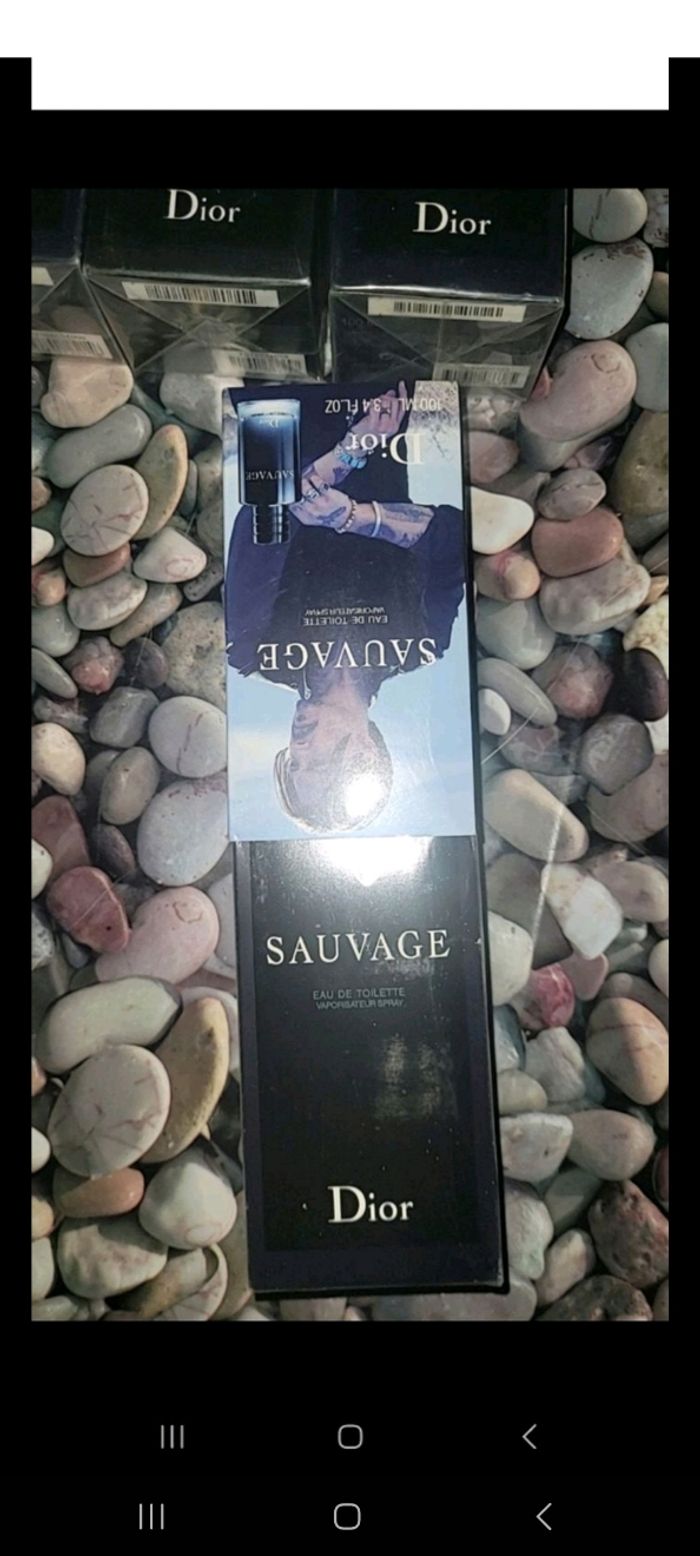 Dior
Dior
100 ML - 3.4 FL.OZ
Dior
Dior
SAUVAGE
EAU DE TOILETTE
VAPORISATEUR SPRAY
SAUVAGE
SAUVAGE
EAU DE TOILETTE
VAPORISATEUR SPRAY
Dior